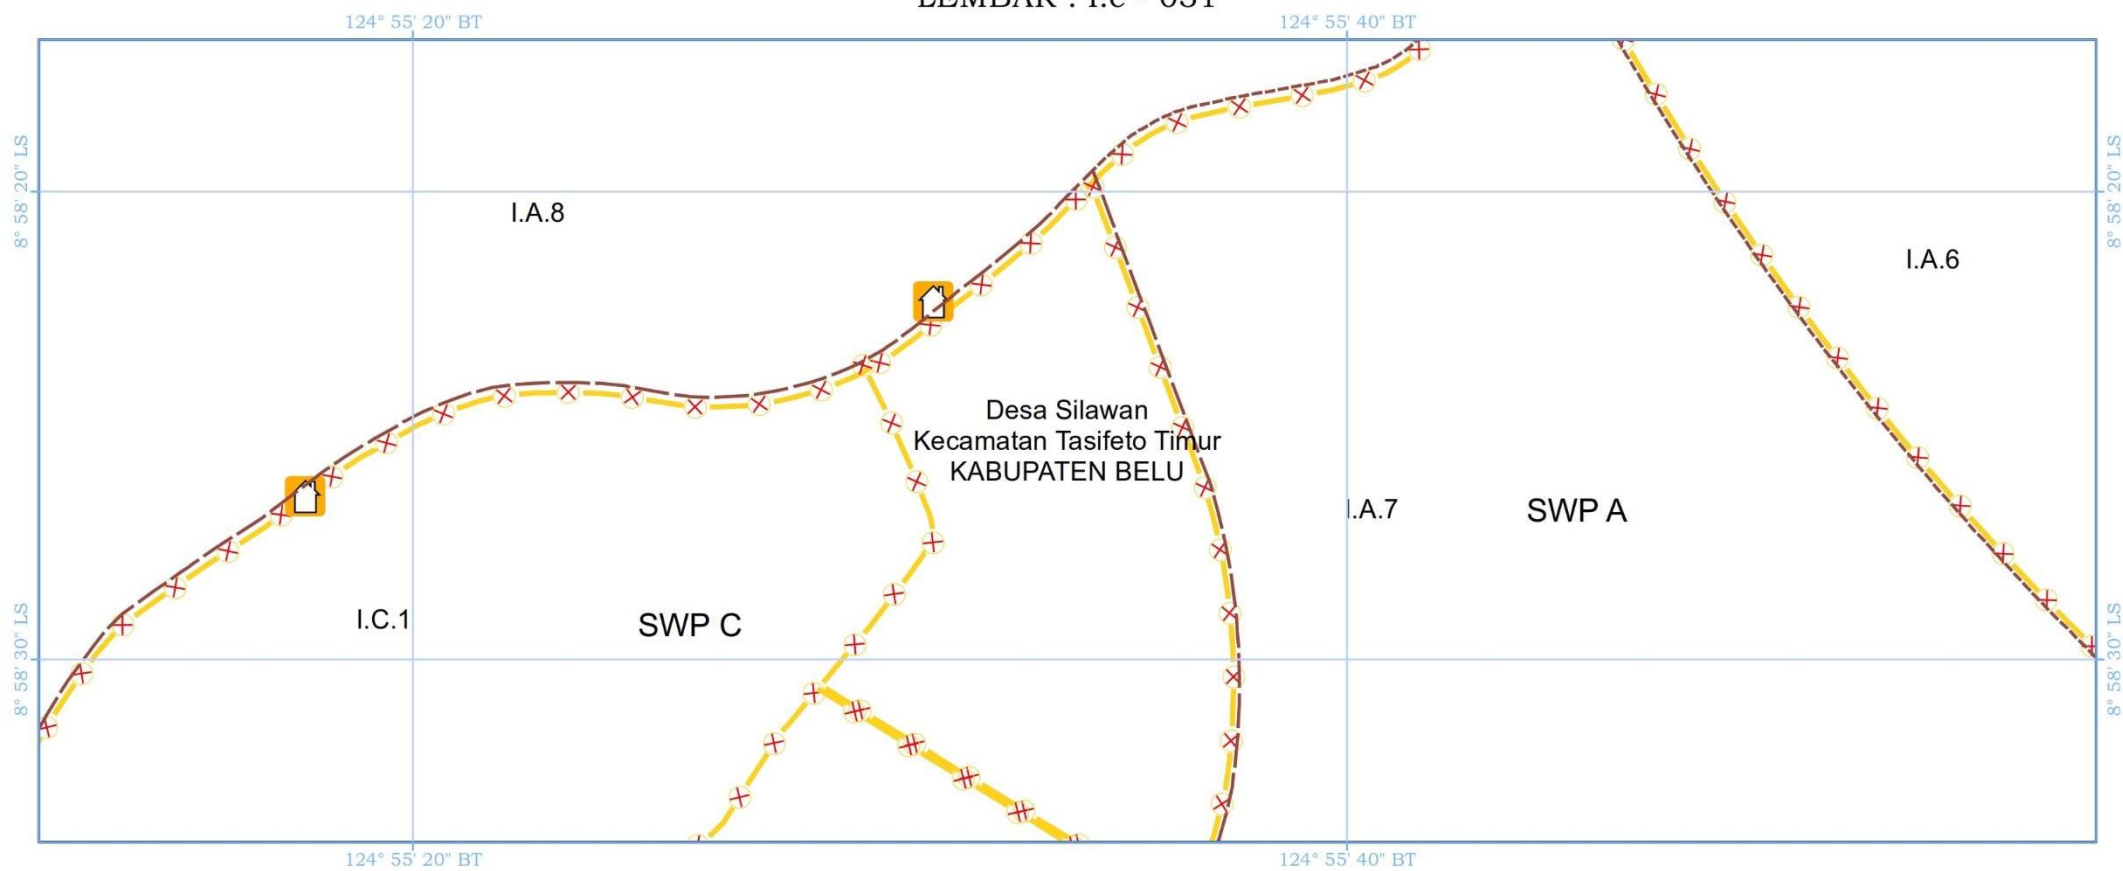 LEMBAR : I.c - 031
124° 55' 20" BT
124° 55' 40" BT
8° 58' 20" LS
8° 58' 20" LS
I.A.8
I.A.6
Desa Silawan
Kecamatan Tasifeto Timur
KABUPATEN BELU
I.A.7
SWP A
I.C.1
SWP C
8° 58' 30" LS
8° 58' 30" LS
124° 55' 20" BT
124° 55' 40" BT